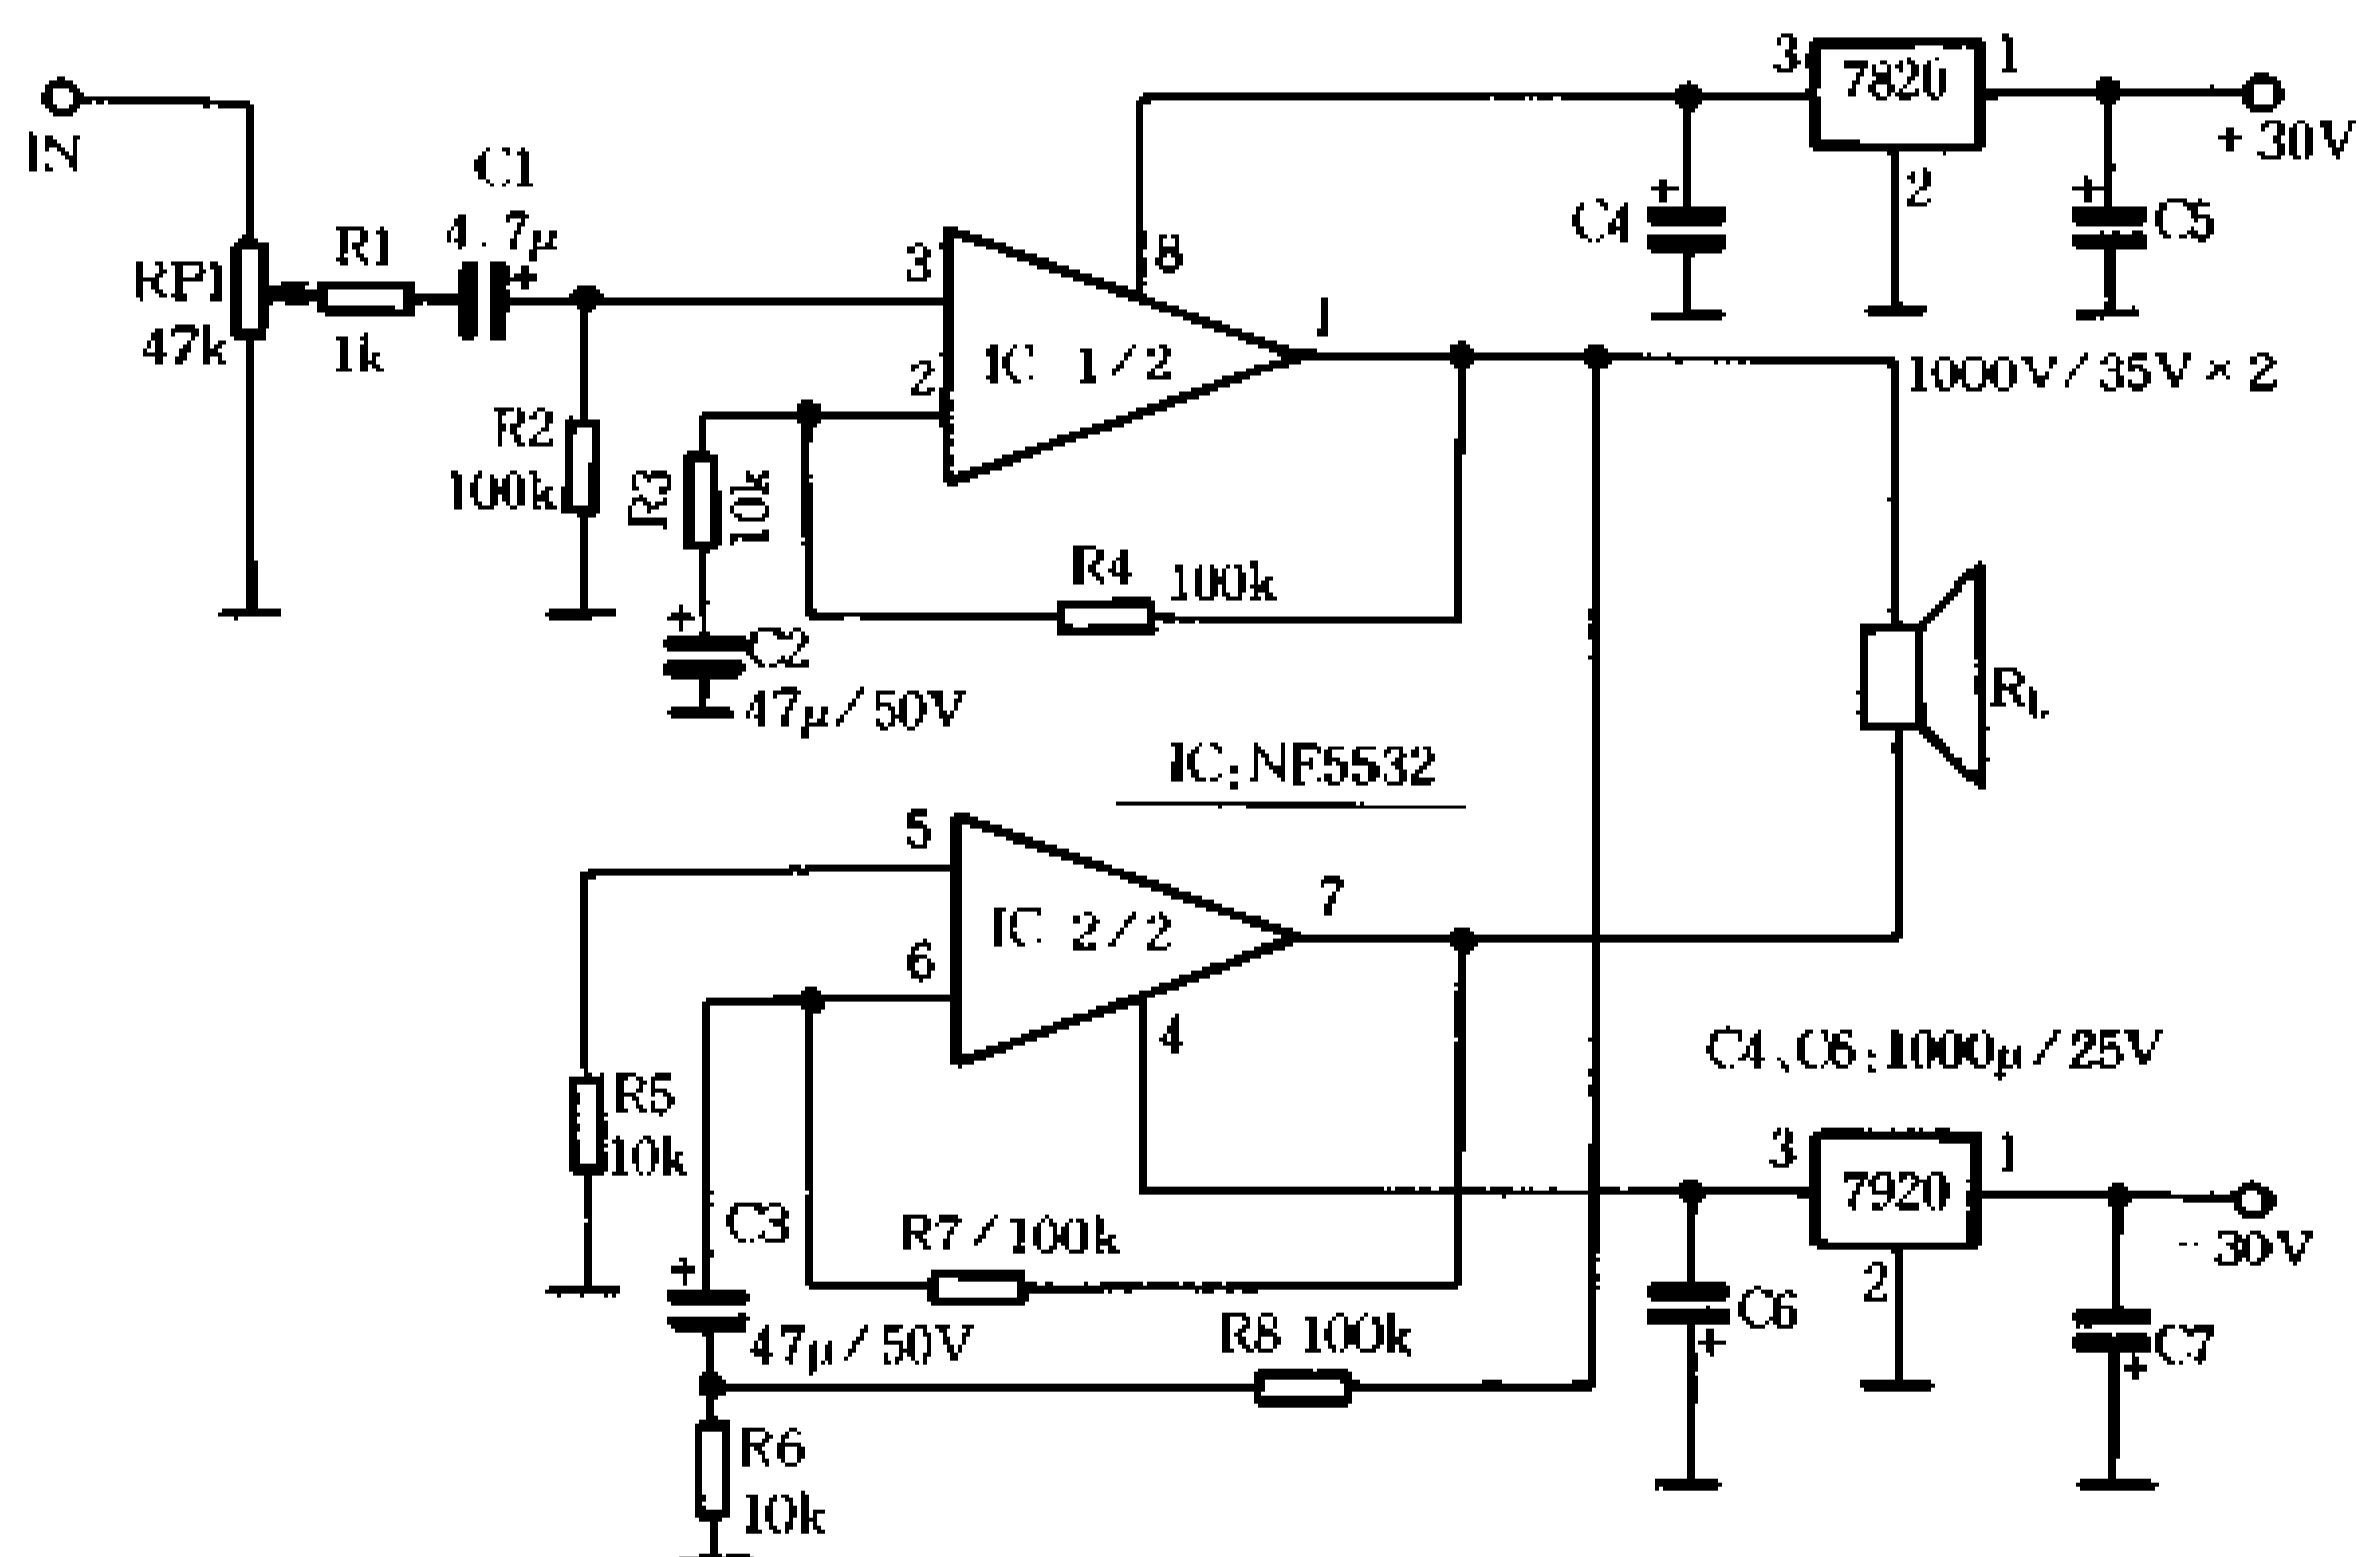 IN
RP1
47k
R1
1k
C1
4.7μ
+
R2
100k
3
2
8
1
IC 1/2
R3
10k
+
C2
47μ/50V
R4
100k
3
7820
1
2
+
C4
+
C5
+30V
1000V/35V×2
RL
IC:NE5532
5
6
7
4
IC 2/2
R5
10k
+
C3
47μ/50V
R7/100k
R8 100k
R6
10k
C4、C6:1000μ/25V
3
7920
1
2
C6
+
C7
+
-30V